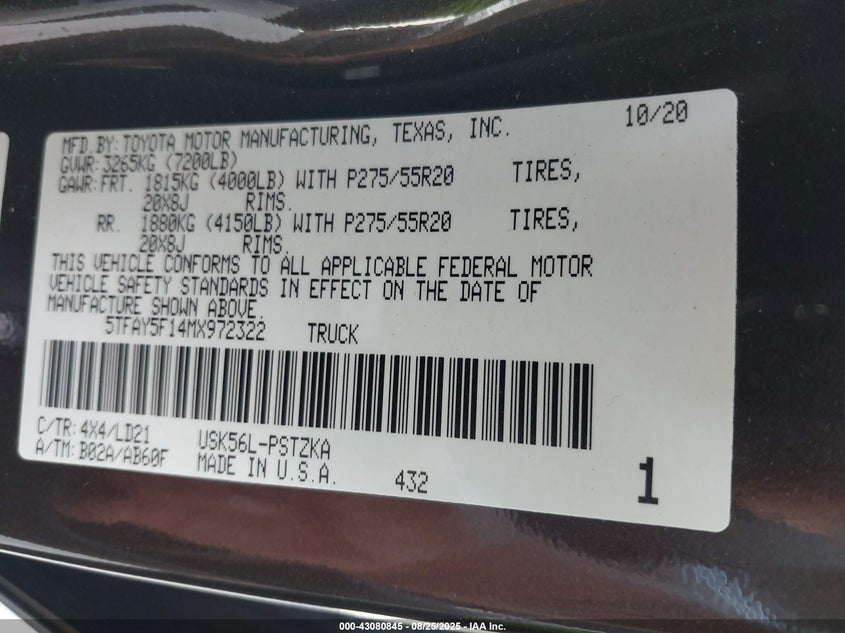 MFD.BY:TOYOTA MOTOR MANUFACTURING, TEXAS, INC. 10/20
GVWR:3265KG (7200LB)
GAWR:FRT. 1815KG (4000LB) WITH P275/55R20 TIRES,
20X8J RIMS.
RR. 1880KG (4150LB) WITH P275/55R20 TIRES,
20X8J RIMS.
THIS VEHICLE CONFORMS TO ALL APPLICABLE FEDERAL MOTOR
VEHICLE SAFETY STANDARDS IN EFFECT ON THE DATE OF
MANUFACTURE SHOWN ABOVE.
5TFAY5F14MX972322 TRUCK
C/TR:4X4/LD21 USK56L-PSTZKA
A/TM:B02A/AB60F MADE IN U.S.A. 432 1
000-43080845 - 08/25/2025 - IAA Inc.